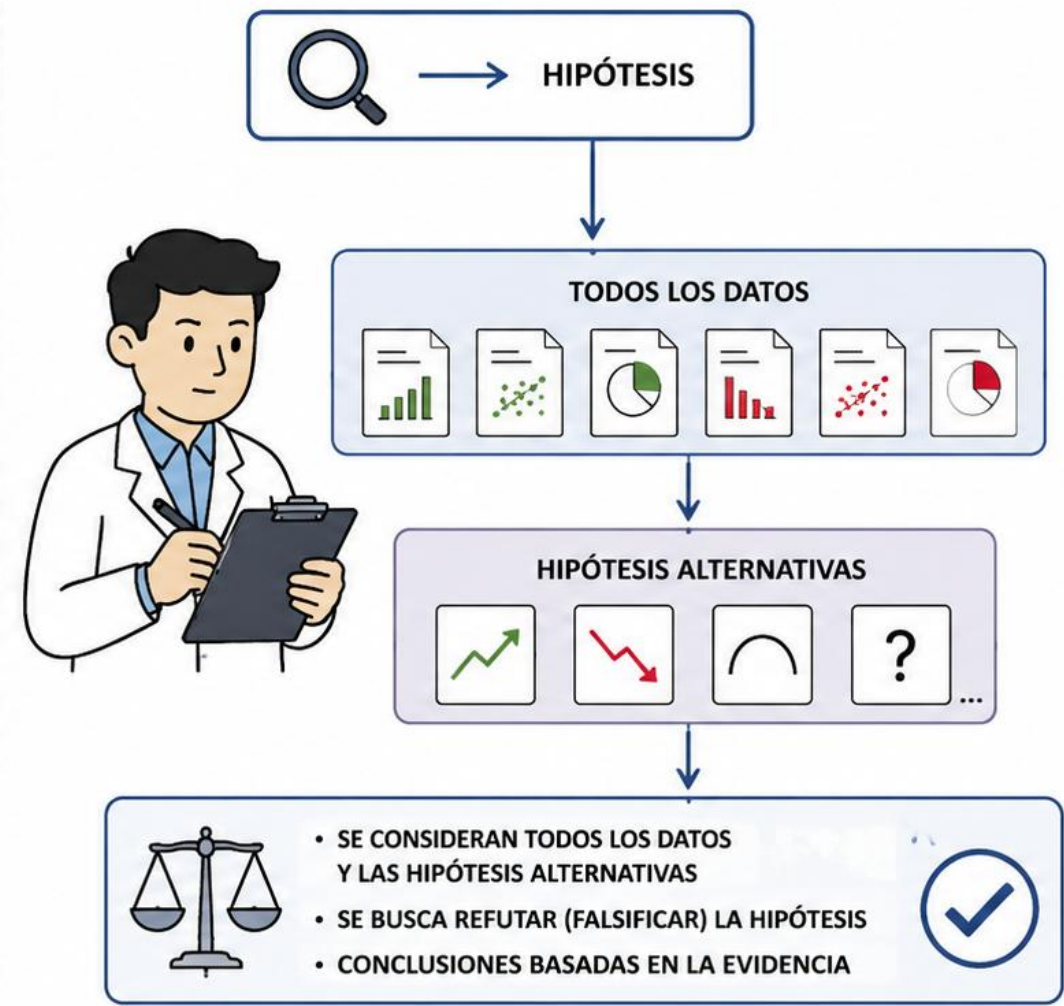 HIPÓTESIS
TODOS LOS DATOS
HIPÓTESIS ALTERNATIVAS
?
...
• SE CONSIDERAN TODOS LOS DATOS
Y LAS HIPÓTESIS ALTERNATIVAS
• SE BUSCA REFUTAR (FALSIFICAR) LA HIPÓTESIS
• CONCLUSIONES BASADAS EN LA EVIDENCIA